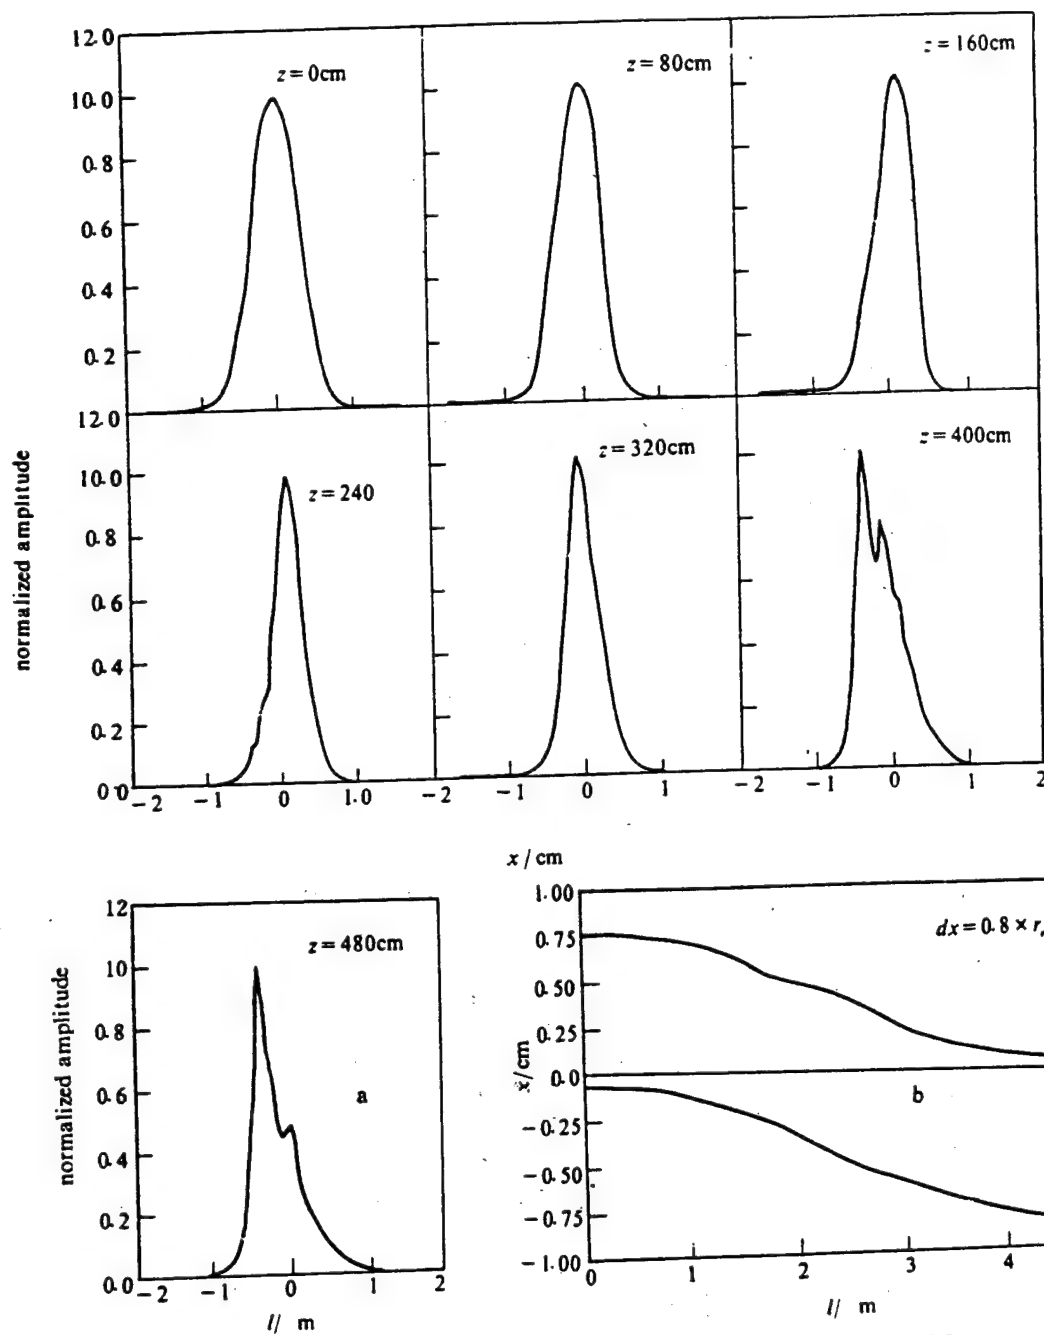 12.0
10.0
0.8
0.6
0.4
0.2
z=0cm
z=80cm
z=160cm
12.0
10.0
0.8
0.6
0.4
0.2
0.0
normalized amplitude
z=240
z=320cm
z=400cm
-2 -1 0 1.0 -2 -1 0 1 -2 -1 0 1 2
x/cm
12
10
0.8
0.6
0.4
0.2
0.0
normalized amplitude
z=480cm
a
-2 -1 0 1 2
l/ m
1.00
0.75
0.50
0.25
0.0
-0.25
-0.50
-0.75
-1.00
x/cm
dx=0.8×r
b
0 1 2 3 4
l/ m